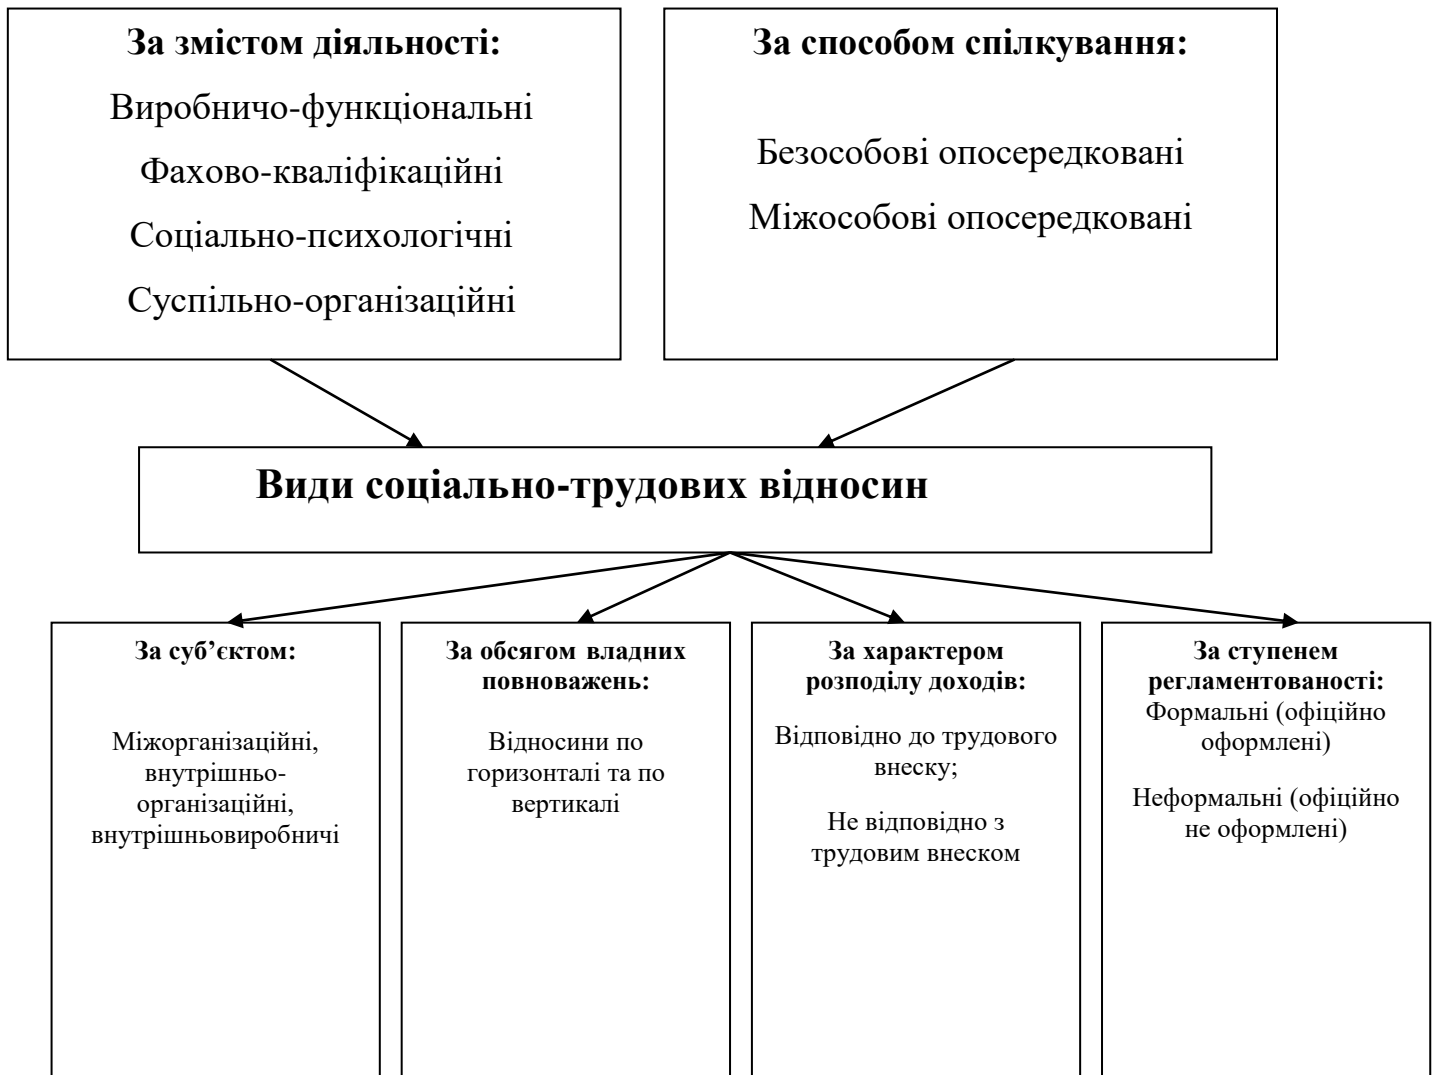 За змістом діяльності:
Виробничо-функціональні
Фахово-кваліфікаційні
Соціально-психологічні
Суспільно-організаційні
За способом спілкування:
Безособові опосередковані
Міжособові опосередковані
Види соціально-трудових відносин
За суб’єктом:
Міжорганізаційні,
внутрішньо-
організаційні,
внутрішньовиробничі
За обсягом владних
повноважень:
Відносини по
горизонталі та по
вертикалі
За характером
розподілу доходів:
Відповідно до трудового
внеску;
Не відповідно з
трудовим внеском
За ступенем
регламентованості:
Формальні (офіційно
оформлені)
Неформальні (офіційно
не оформлені)